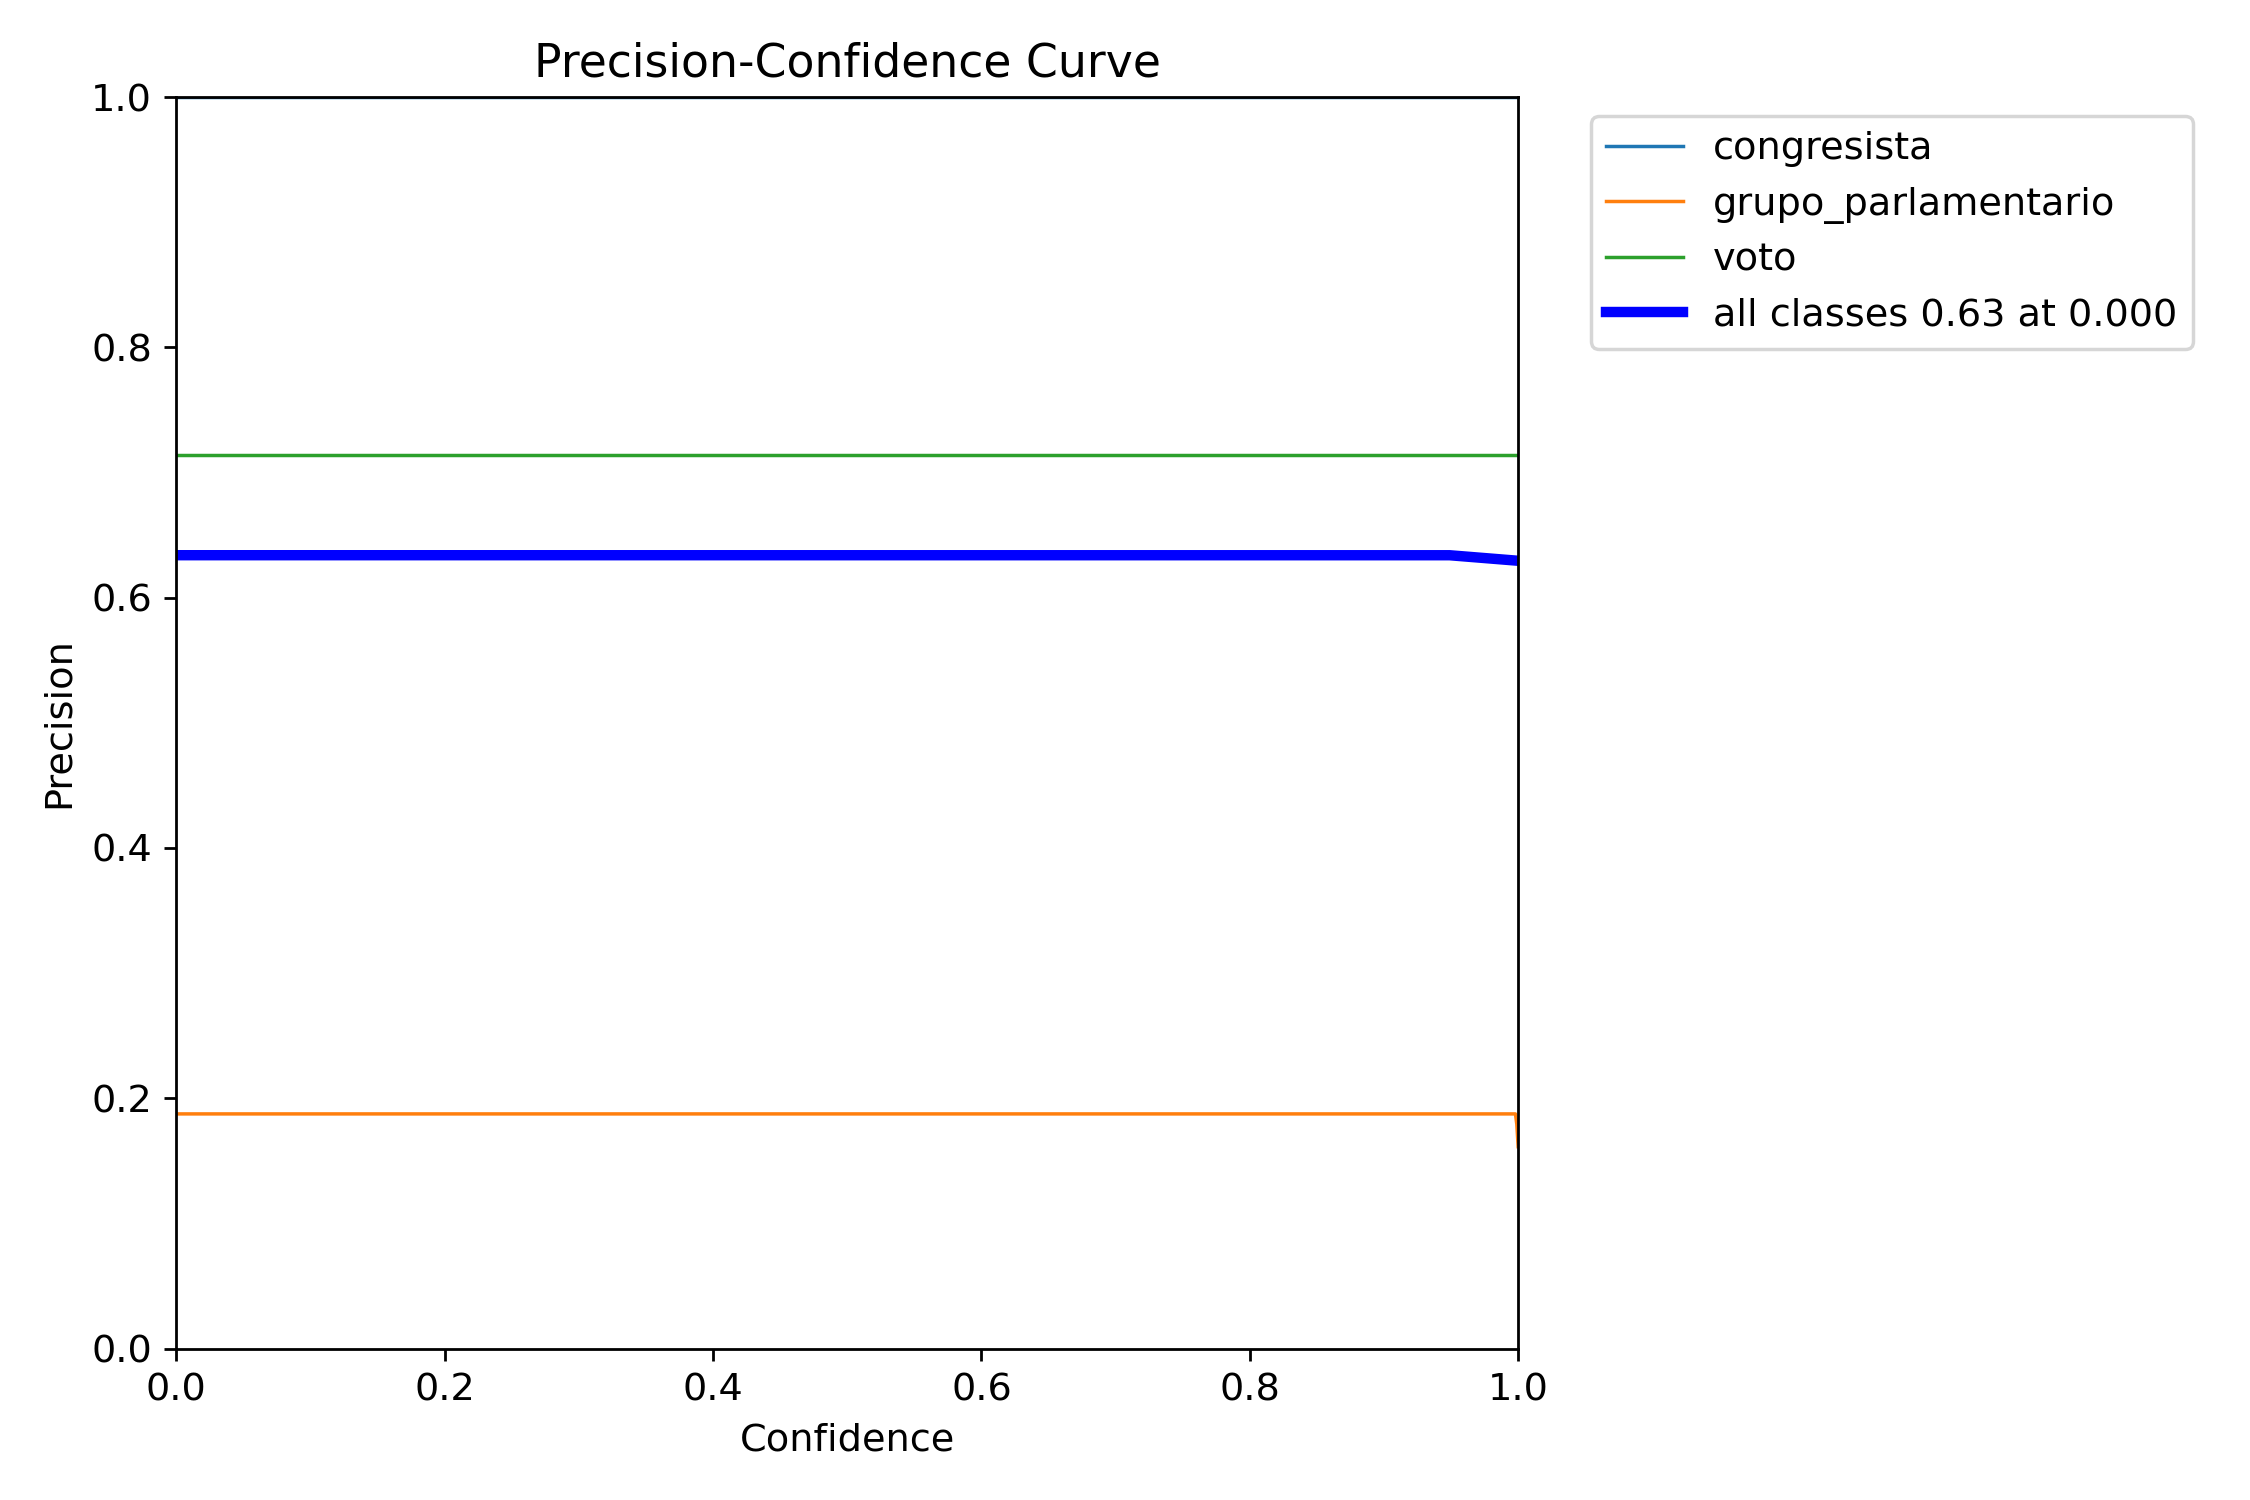 Precision-Confidence Curve
1.0
0.8
0.6
0.4
0.2
0.0
Precision
0.0 0.2 0.4 0.6 0.8 1.0
Confidence
congresista
grupo_parlamentario
voto
all classes 0.63 at 0.000